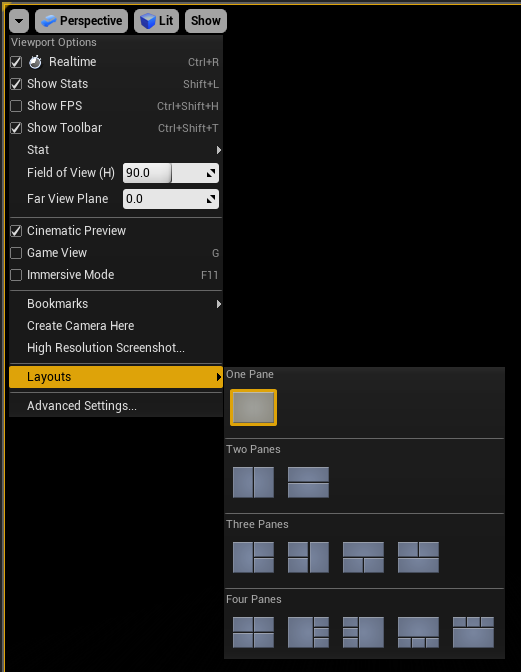 Perspective Lit Show
Viewport Options
Realtime Ctrl+R
Show Stats Shift+L
Show FPS Ctrl+Shift+H
Show Toolbar Ctrl+Shift+T
Stat
Field of View (H) 90.0
Far View Plane 0.0
Cinematic Preview
Game View G
Immersive Mode F11
Bookmarks
Create Camera Here
High Resolution Screenshot...
Layouts
One Pane
Advanced Settings...
Two Panes
Three Panes
Four Panes